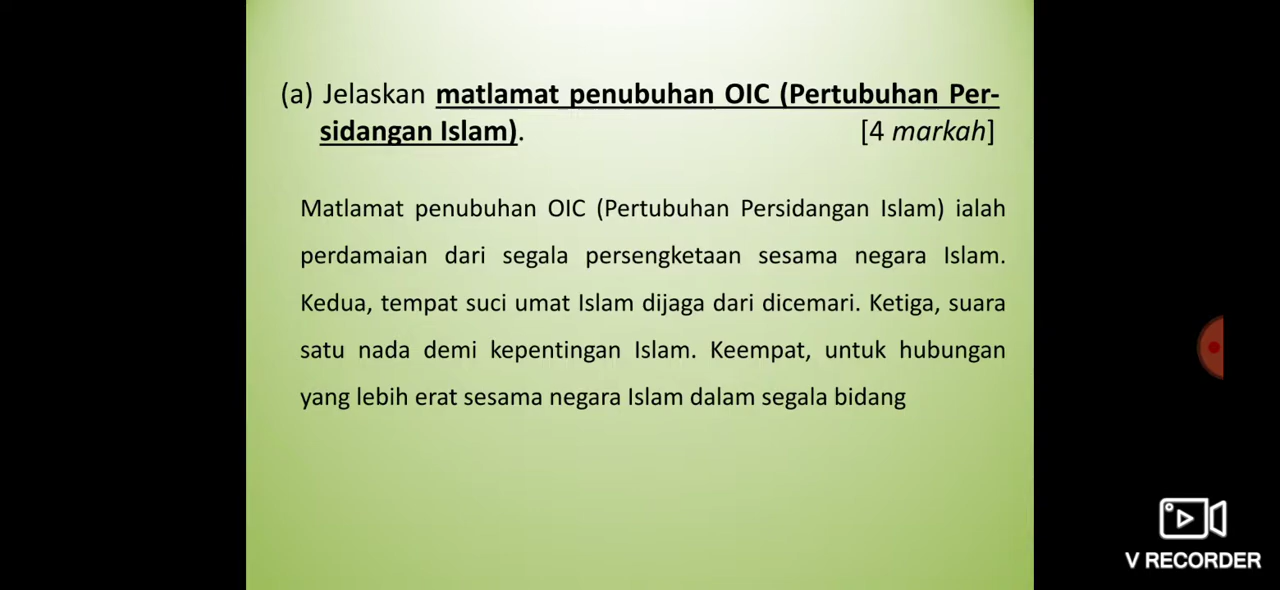 (a) Jelaskan matlamat penubuhan OIC (Pertubuhan Per-
sidangan Islam). [4 markah]
Matlamat penubuhan OIC (Pertubuhan Persidangan Islam) ialah
perdamaian dari segala persengketaan sesama negara Islam.
Kedua, tempat suci umat Islam dijaga dari dicemari. Ketiga, suara
satu nada demi kepentingan Islam. Keempat, untuk hubungan
yang lebih erat sesama negara Islam dalam segala bidang
V RECORDER